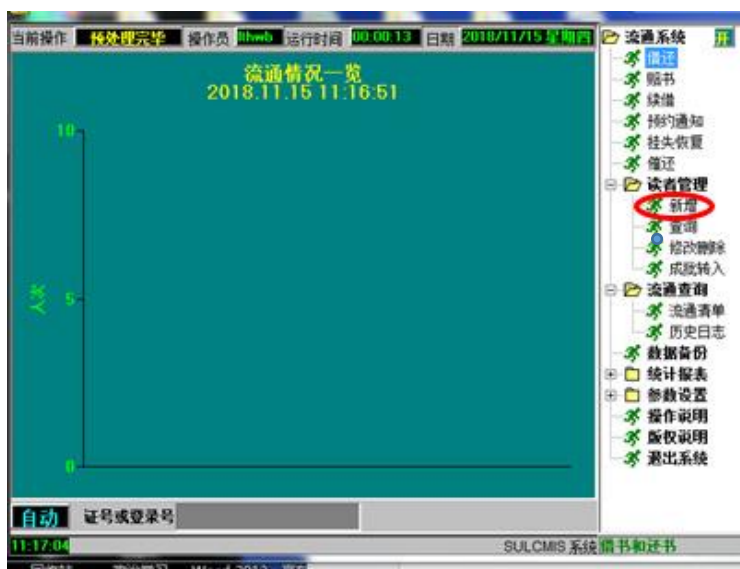 当前操作 预处理完毕 操作员 lthwb 运行时间 00:00:13 日期 2018/11/15 星期四
流通情况一览
2018.11.15 11:16:51
10
5
人次
0
自动 证号或登录号
11:17:04 SULCMIS 系统 借书和还书
流通系统 开
借还
赔书
续借
预约通知
挂失恢复
催还
读者管理
新增
查询
修改删除
成批转入
流通查询
流通清单
历史日志
数据备份
统计报表
参数设置
操作说明
版权说明
退出系统